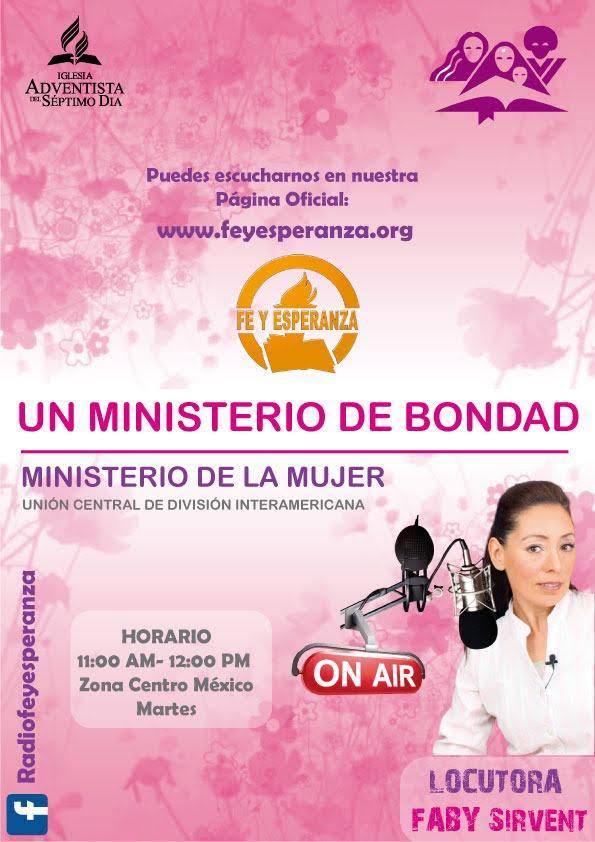 IGLESIA
ADVENTISTA
DEL SÉPTIMO DIA
Puedes escucharnos en nuestra
Página Oficial:
www.feyesperanza.org
FE Y ESPERANZA
UN MINISTERIO DE BONDAD
MINISTERIO DE LA MUJER
UNIÓN CENTRAL DE DIVISIÓN INTERAMERICANA
Radiofeyesperanza
f
HORARIO
11:00 AM- 12:00 PM
Zona Centro México
Martes
ON AIR
LOCUTORA
FABY SIRVENT